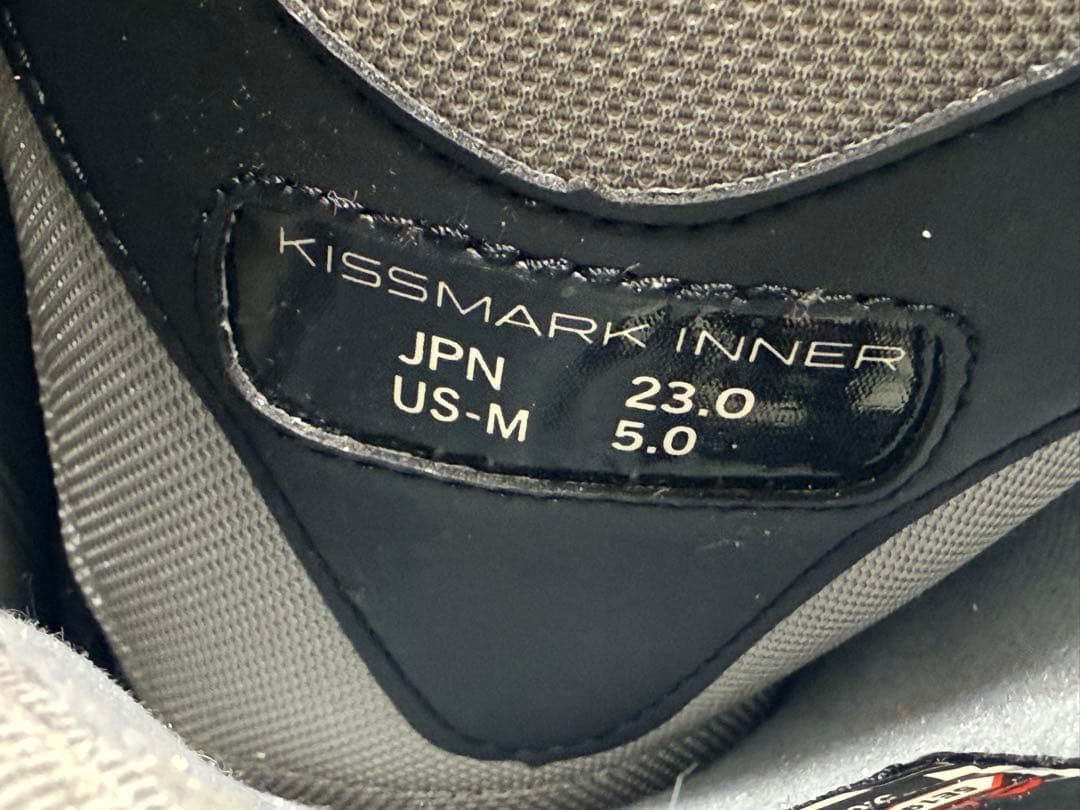 KISSMARK INNER
JPN 23.0
US-M 5.0